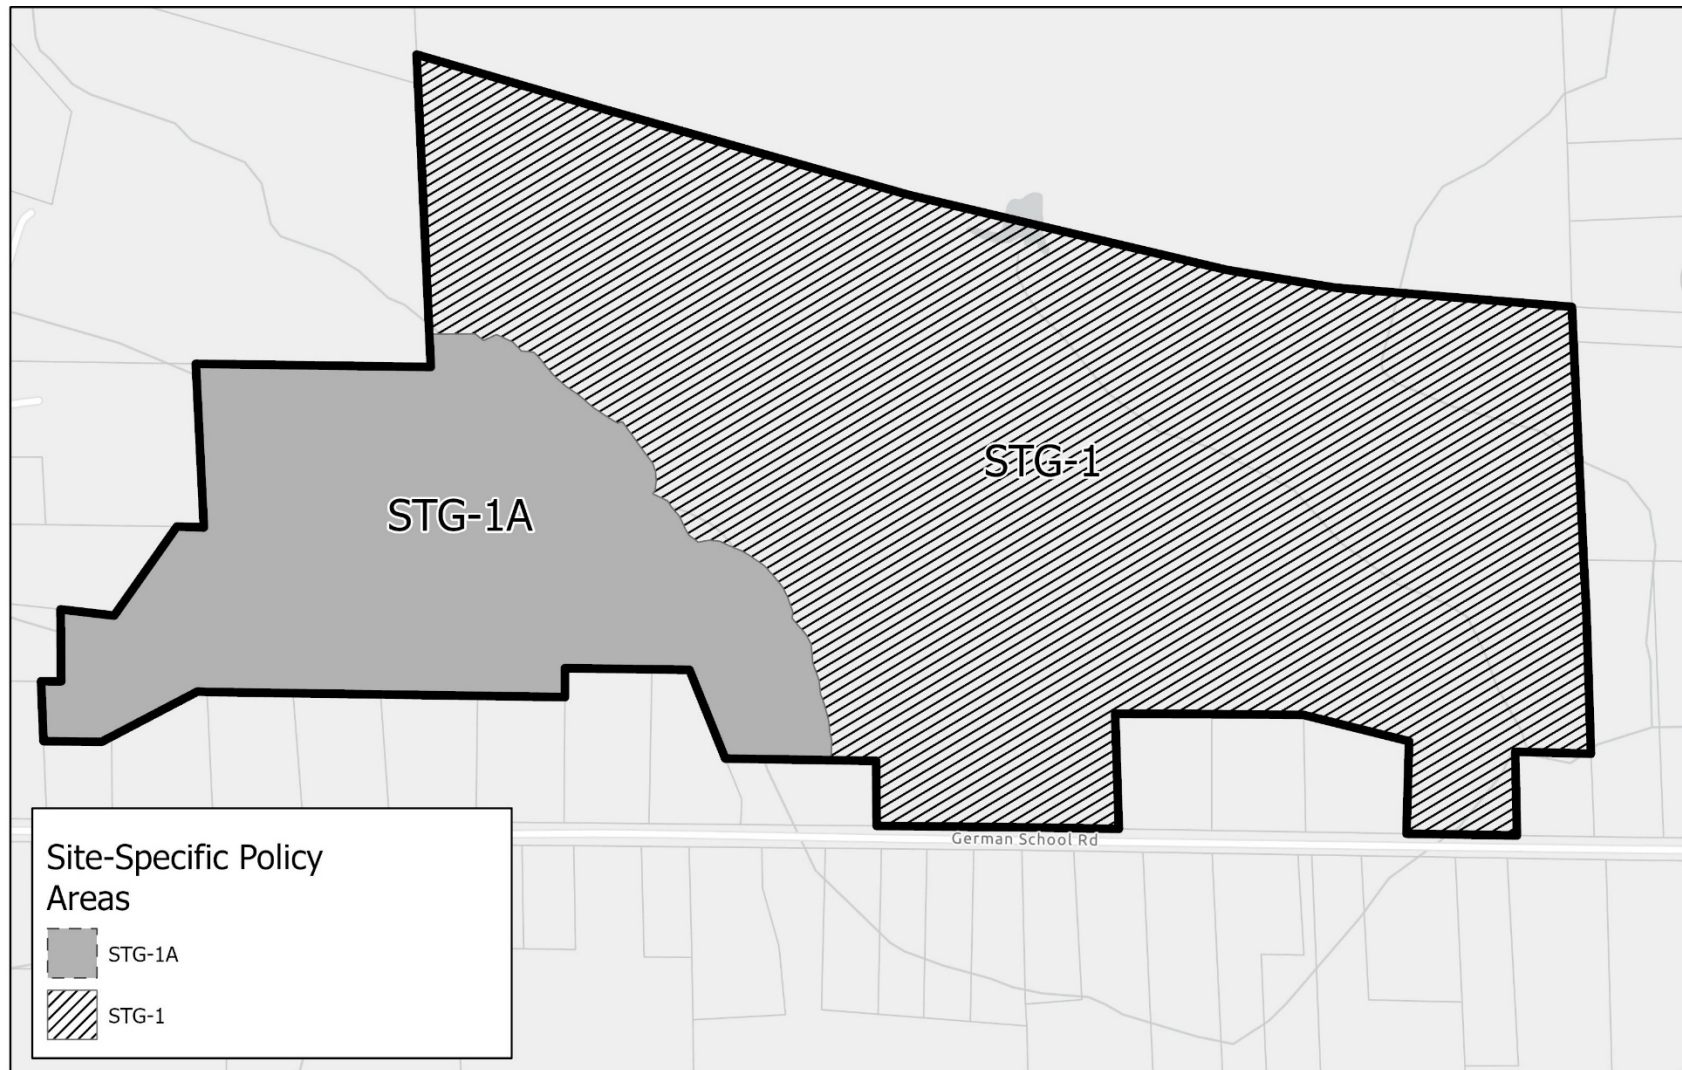 STG-1
STG-1A
German School Rd
Site-Specific Policy
Areas
STG-1A
STG-1